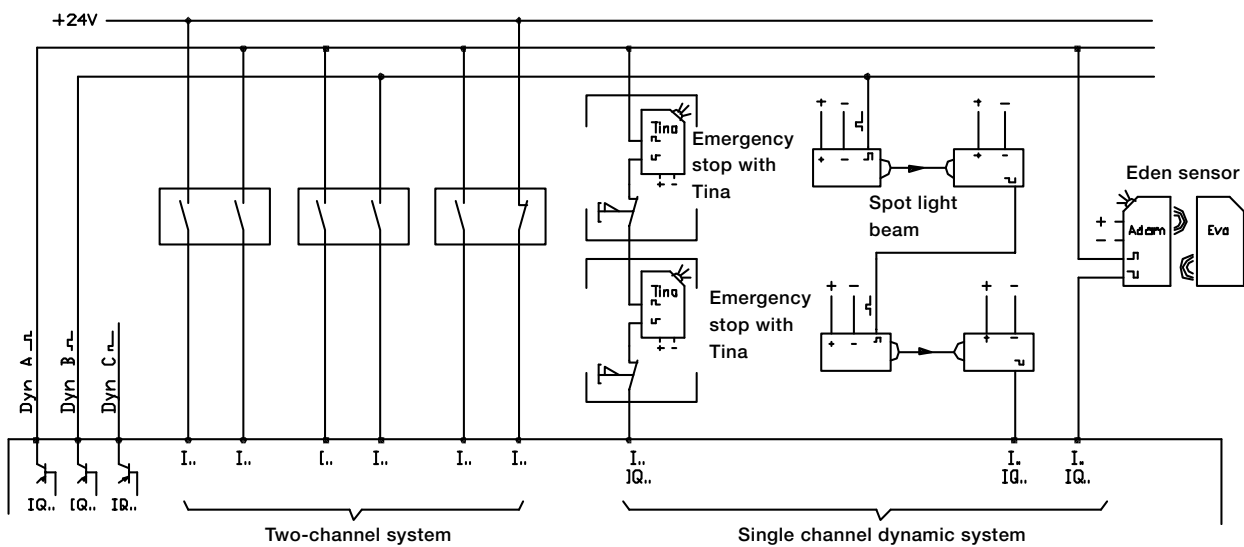 +24V
Tina
Emergency
stop with
Tina
+ -
+ -
+ -
+ -
Spot light
beam
+
-
Eden sensor
Adam
Eva
Tina
Emergency
stop with
Tina
+ -
+ -
+ -
+ -
Dyn A
Dyn B
Dyn C
I.. I.. I.. I.. I.. I.. I.. I.. I..
IQ.. IQ.. IQ.. IQ.. IQ.. IQ..
Two-channel system
Single channel dynamic system